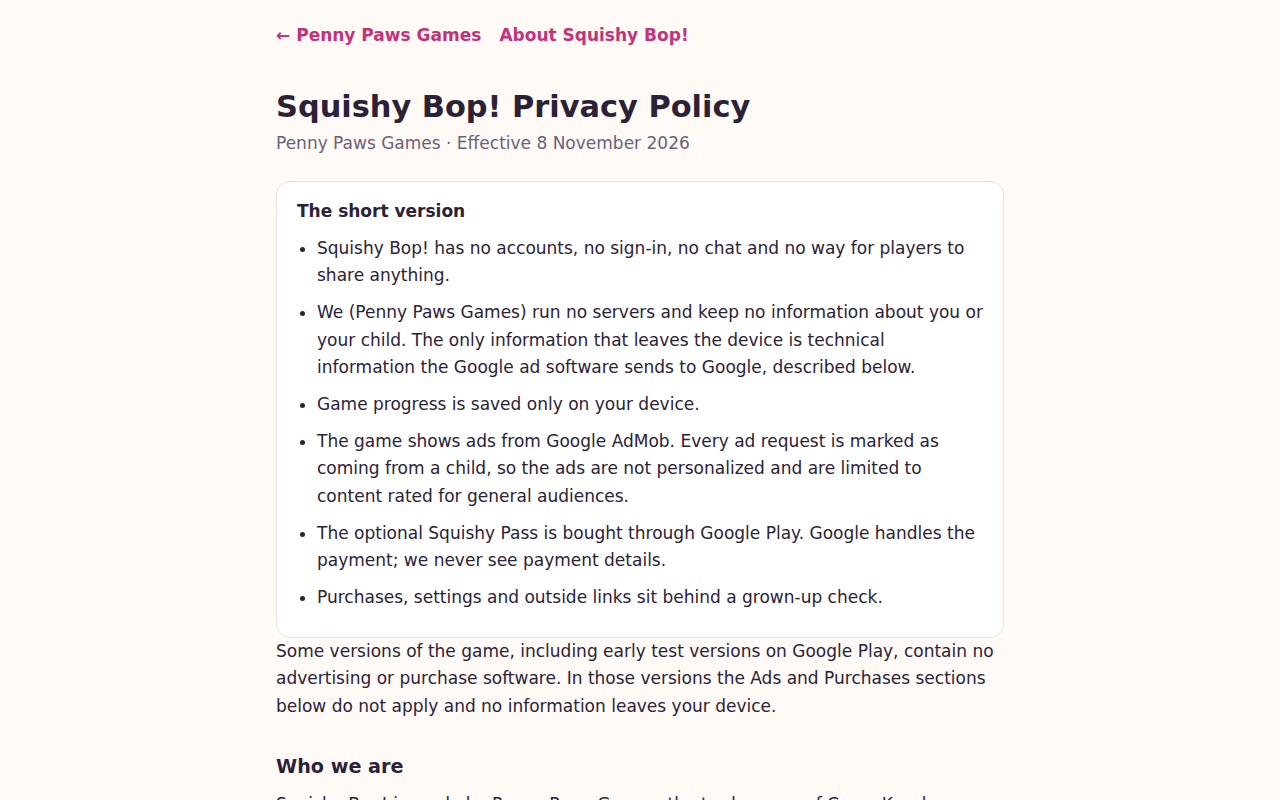 ← Penny Paws Games About Squishy Bop!
Squishy Bop! Privacy Policy
Penny Paws Games · Effective 8 November 2026
The short version
• Squishy Bop! has no accounts, no sign-in, no chat and no way for players to
share anything.
• We (Penny Paws Games) run no servers and keep no information about you or
your child. The only information that leaves the device is technical
information the Google ad software sends to Google, described below.
• Game progress is saved only on your device.
• The game shows ads from Google AdMob. Every ad request is marked as
coming from a child, so the ads are not personalized and are limited to
content rated for general audiences.
• The optional Squishy Pass is bought through Google Play. Google handles the
payment; we never see payment details.
• Purchases, settings and outside links sit behind a grown-up check.
Some versions of the game, including early test versions on Google Play, contain no
advertising or purchase software. In those versions the Ads and Purchases sections
below do not apply and no information leaves your device.
Who we are